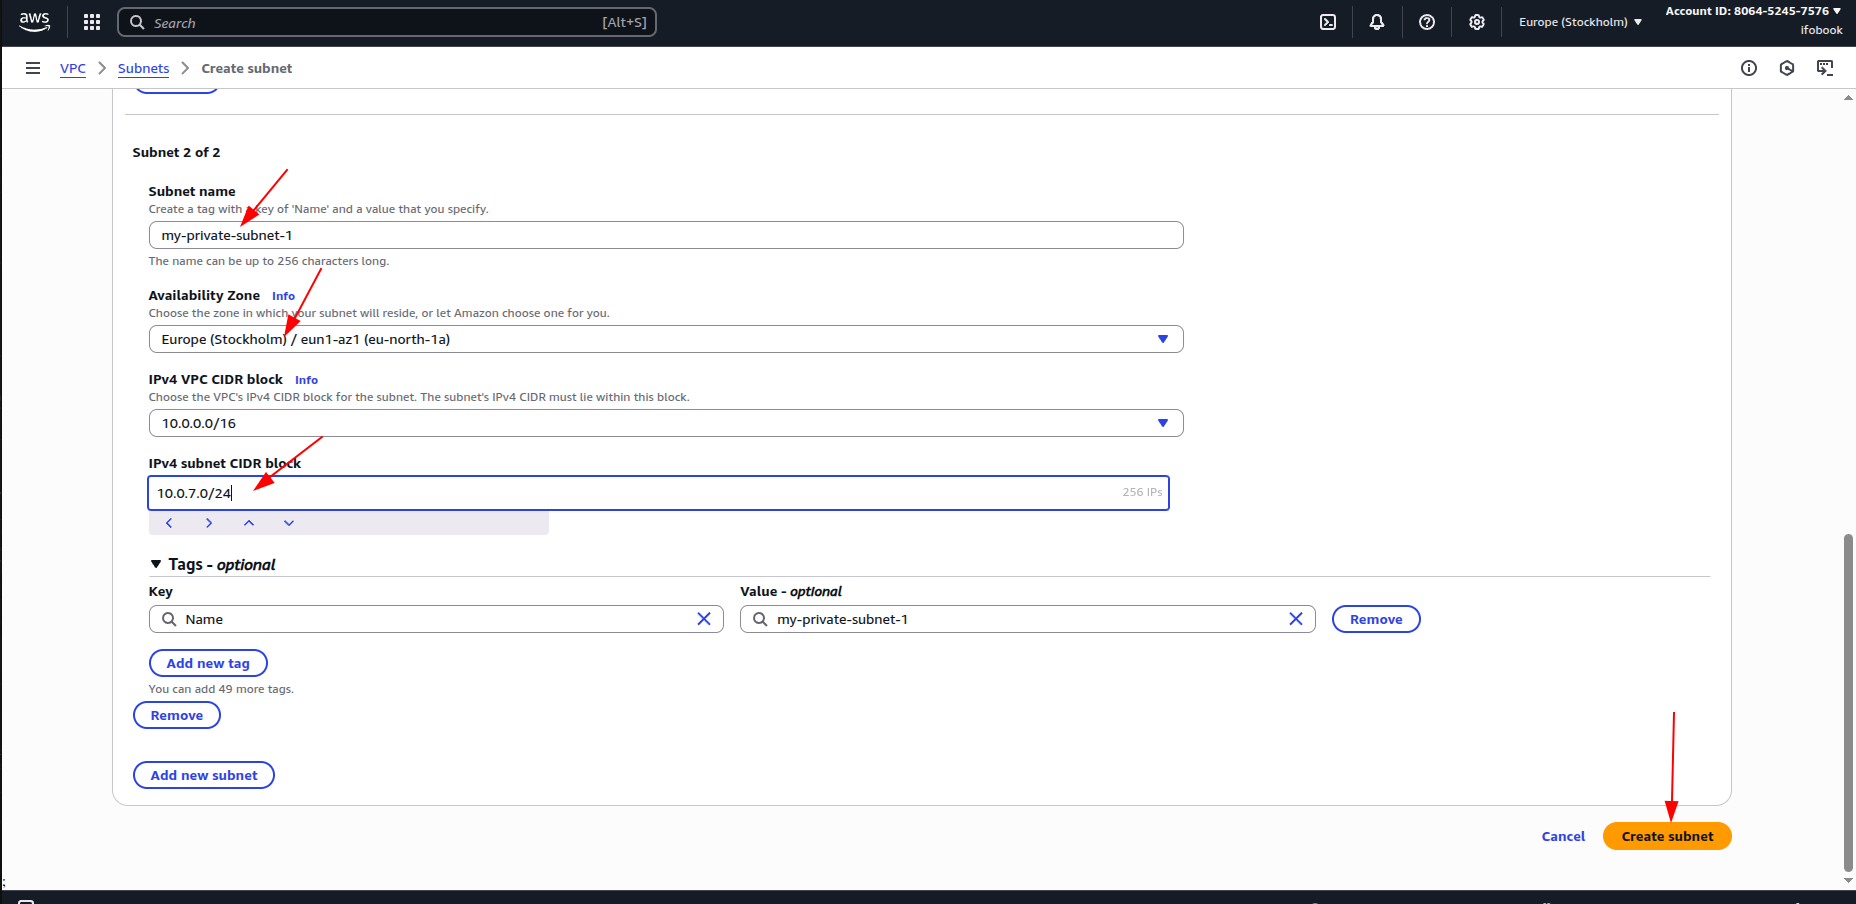 aws
Search
[Alt+S]
Europe (Stockholm)
Account ID: 8064-5245-7576
ifobook
VPC
Subnets
Create subnet
Subnet 2 of 2
Subnet name
Create a tag with a key of 'Name' and a value that you specify.
my-private-subnet-1
The name can be up to 256 characters long.
Availability Zone Info
Choose the zone in which your subnet will reside, or let Amazon choose one for you.
Europe (Stockholm) / eun1-az1 (eu-north-1a)
IPv4 VPC CIDR block Info
Choose the VPC's IPv4 CIDR block for the subnet. The subnet's IPv4 CIDR must lie within this block.
10.0.0.0/16
IPv4 subnet CIDR block
10.0.7.0/24
256 IPs
Tags - optional
Key
Value - optional
Name
my-private-subnet-1
Remove
Add new tag
You can add 49 more tags.
Remove
Add new subnet
Cancel
Create subnet